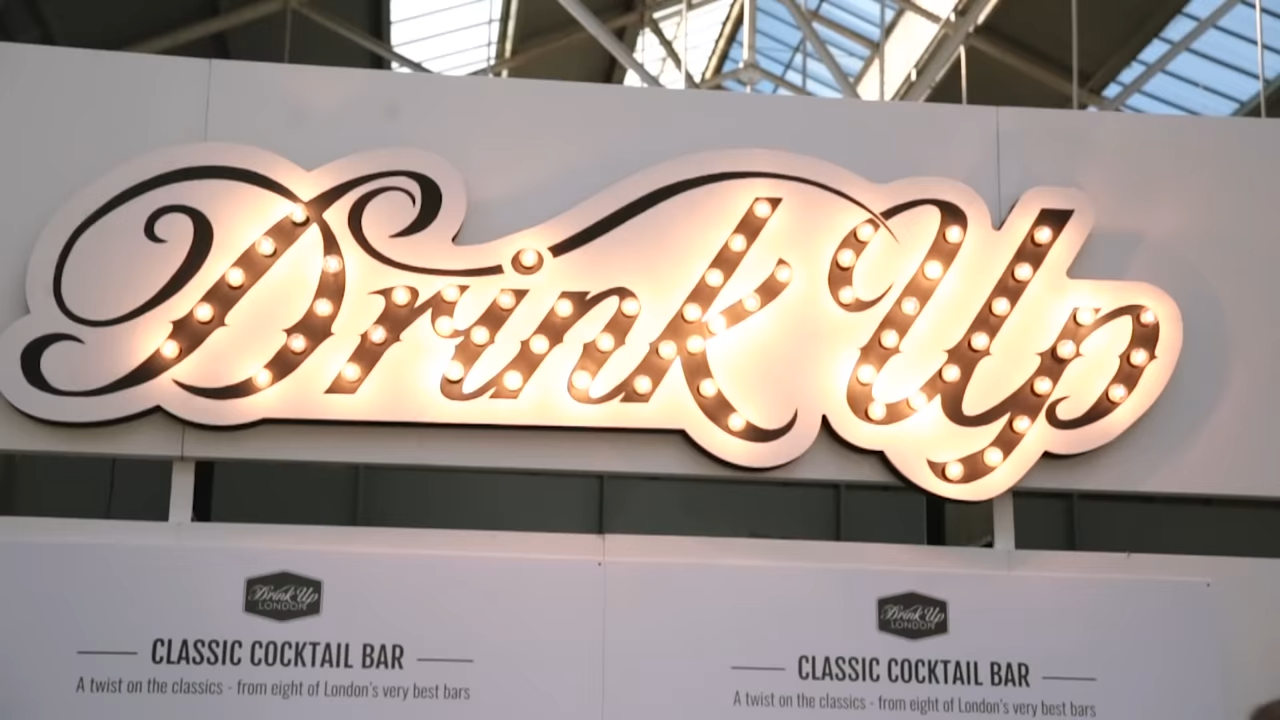 Drink Up
Drink Up
LONDON
CLASSIC COCKTAIL BAR
A twist on the classics - from eight of London's very best bars
Drink Up
LONDON
CLASSIC COCKTAIL BAR
A twist on the classics - from eight of London's very best bars